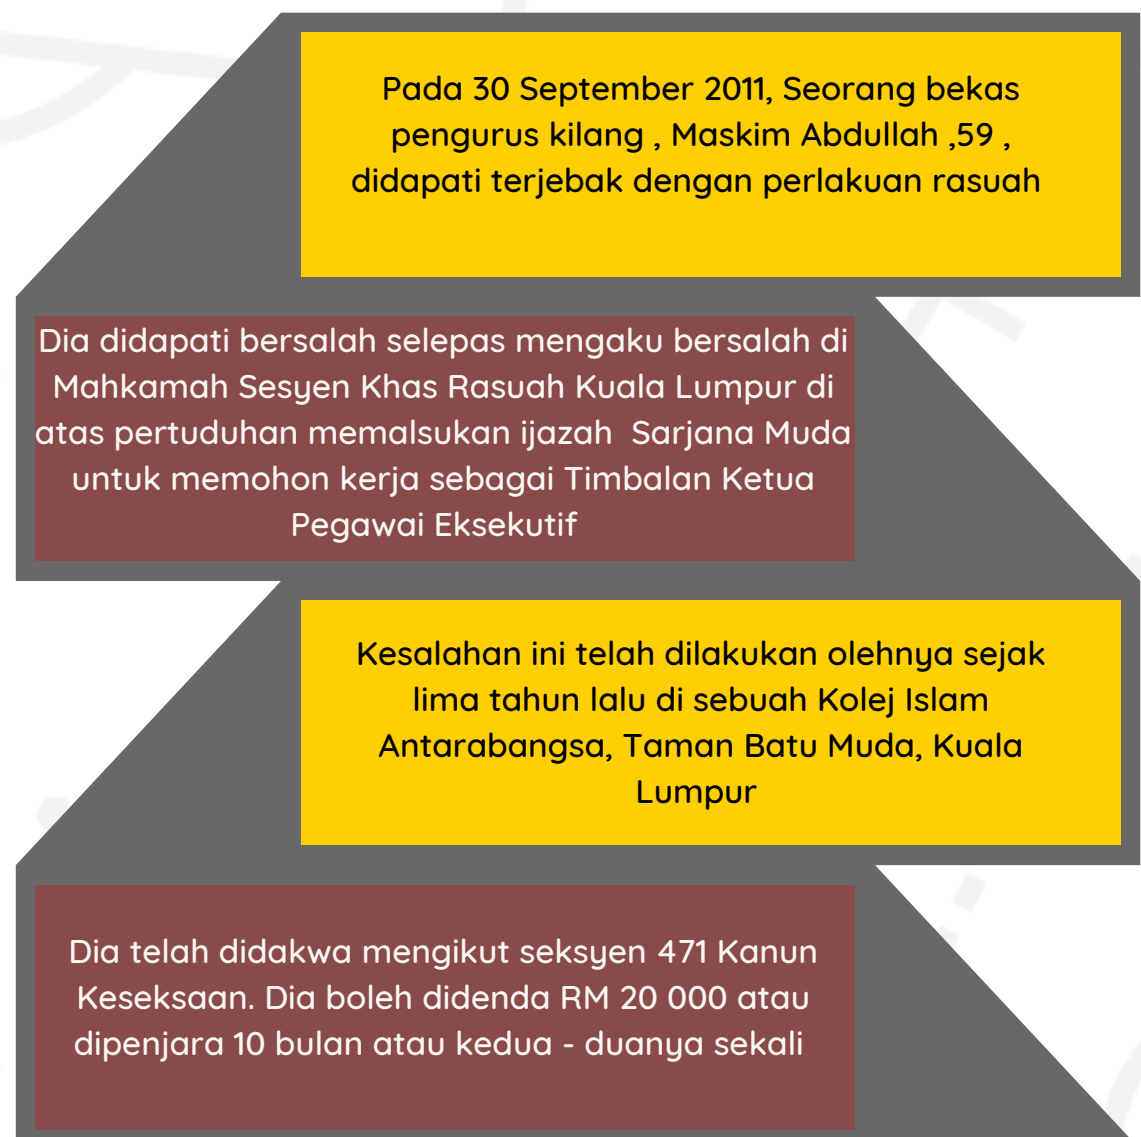 Pada 30 September 2011, Seorang bekas
pengurus kilang , Maskim Abdullah ,59 ,
didapati terjebak dengan perlakuan rasuah
Dia didapati bersalah selepas mengaku bersalah di
Mahkamah Sesyen Khas Rasuah Kuala Lumpur di
atas pertuduhan memalsukan ijazah  Sarjana Muda
untuk memohon kerja sebagai Timbalan Ketua
Pegawai Eksekutif
Kesalahan ini telah dilakukan olehnya sejak
lima tahun lalu di sebuah Kolej Islam
Antarabangsa, Taman Batu Muda, Kuala
Lumpur
Dia telah didakwa mengikut seksyen 471 Kanun
Keseksaan. Dia boleh didenda RM 20 000 atau
dipenjara 10 bulan atau kedua - duanya sekali